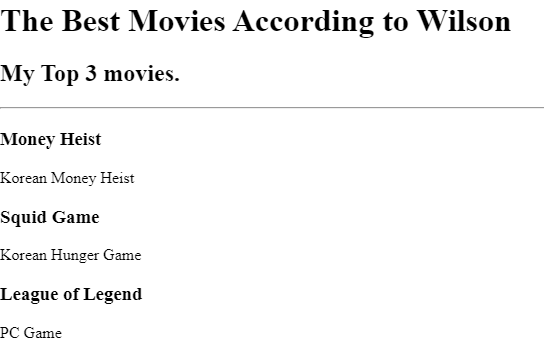 The Best Movies According to Wilson
My Top 3 movies.
Money Heist
Korean Money Heist
Squid Game
Korean Hunger Game
League of Legend
PC Game